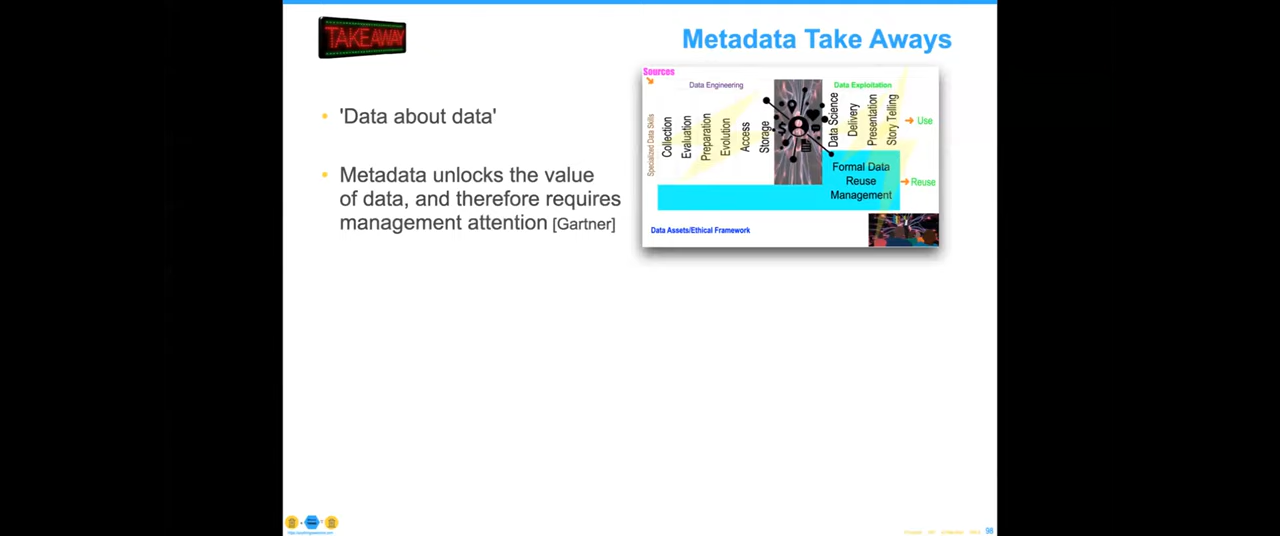 TAKEAWAY
Metadata Take Aways
'Data about data'
Metadata unlocks the value
of data, and therefore requires
management attention [Gartner]
Sources
Data Engineering
Data Exploitation
Specialized Data Skills
Collection
Evaluation
Preparation
Evolution
Access
Storage
Data Science
Delivery
Presentation
Story Telling
Use
Formal Data
Reuse
Management
Reuse
Data Assets/Ethical Framework
98